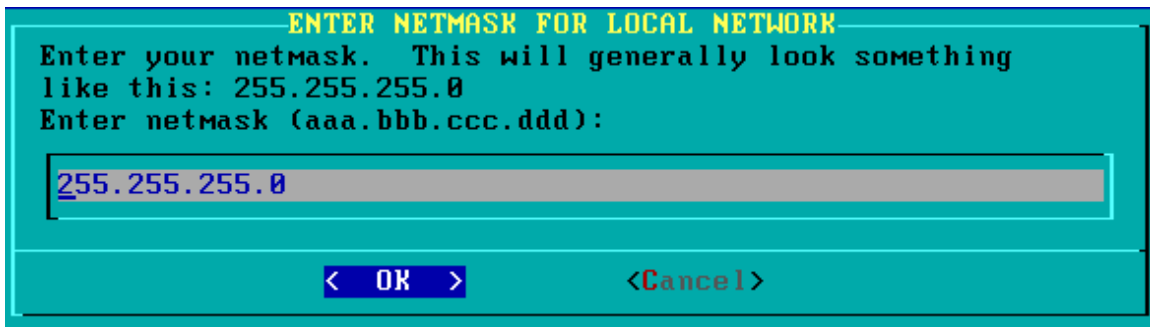 ENTER NETMASK FOR LOCAL NETWORK
Enter your netmask.  This will generally look something
like this: 255.255.255.0
Enter netmask (aaa.bbb.ccc.ddd):
255.255.255.0
<  OK  > <Cancel>